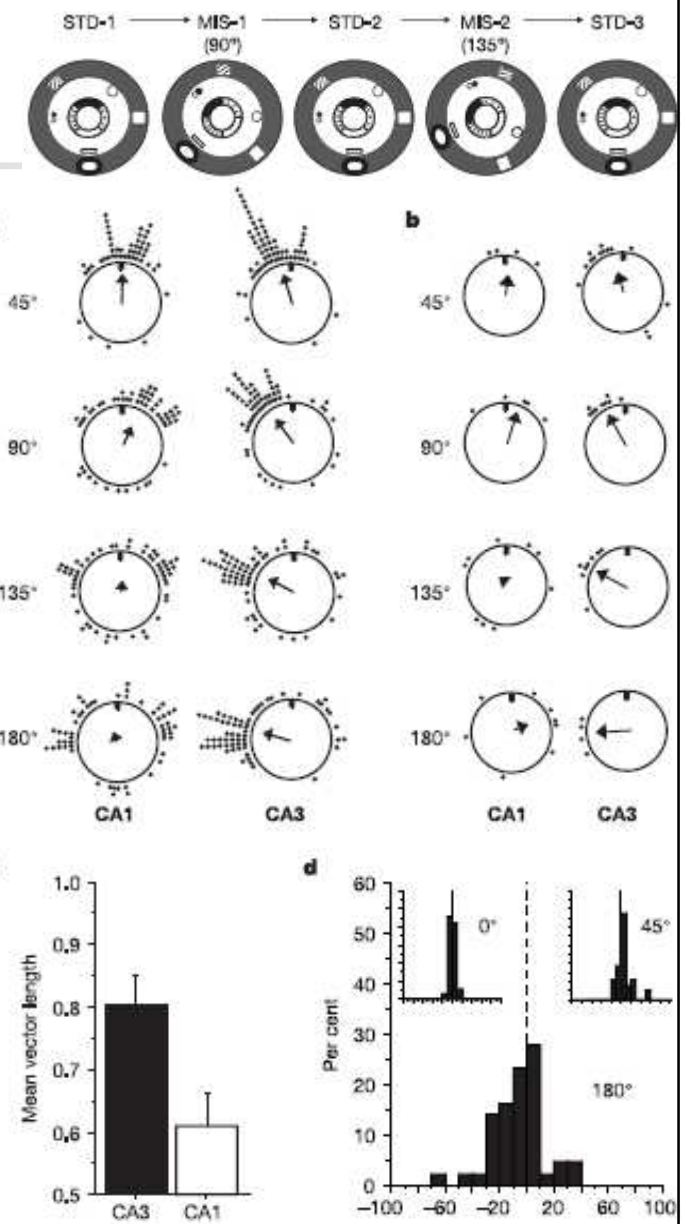 STD-1 → MIS-1 → STD-2 → MIS-2 → STD-3
(90°) (135°)
b
45° 45°
90° 90°
135° 135°
180° 180°
CA1 CA3 CA1 CA3
d
1.0
0.9
0.8
0.7
0.6
0.5
Mean vector length
CA3 CA1
60
50
40
30
20
10
0
Per cent
0°
45°
180°
−100 −60 −20 20 60 100